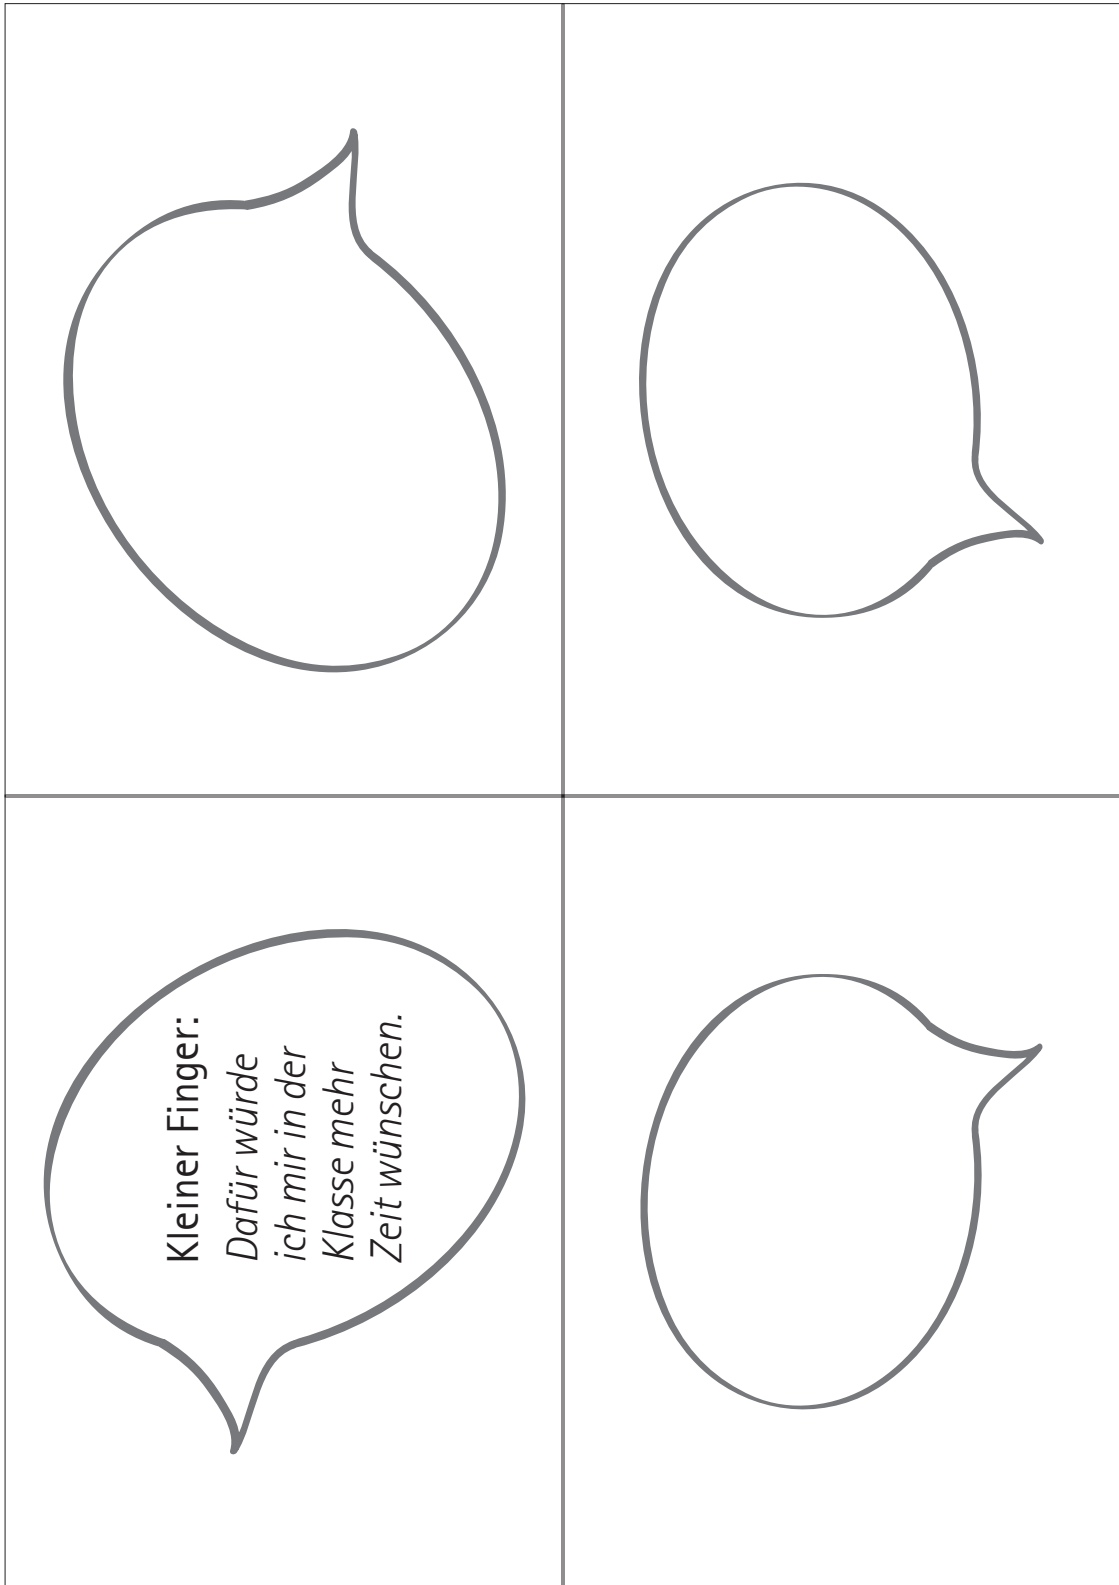 Kleiner Finger:
Dafür würde
ich mir in der
Klasse mehr
Zeit wünschen.